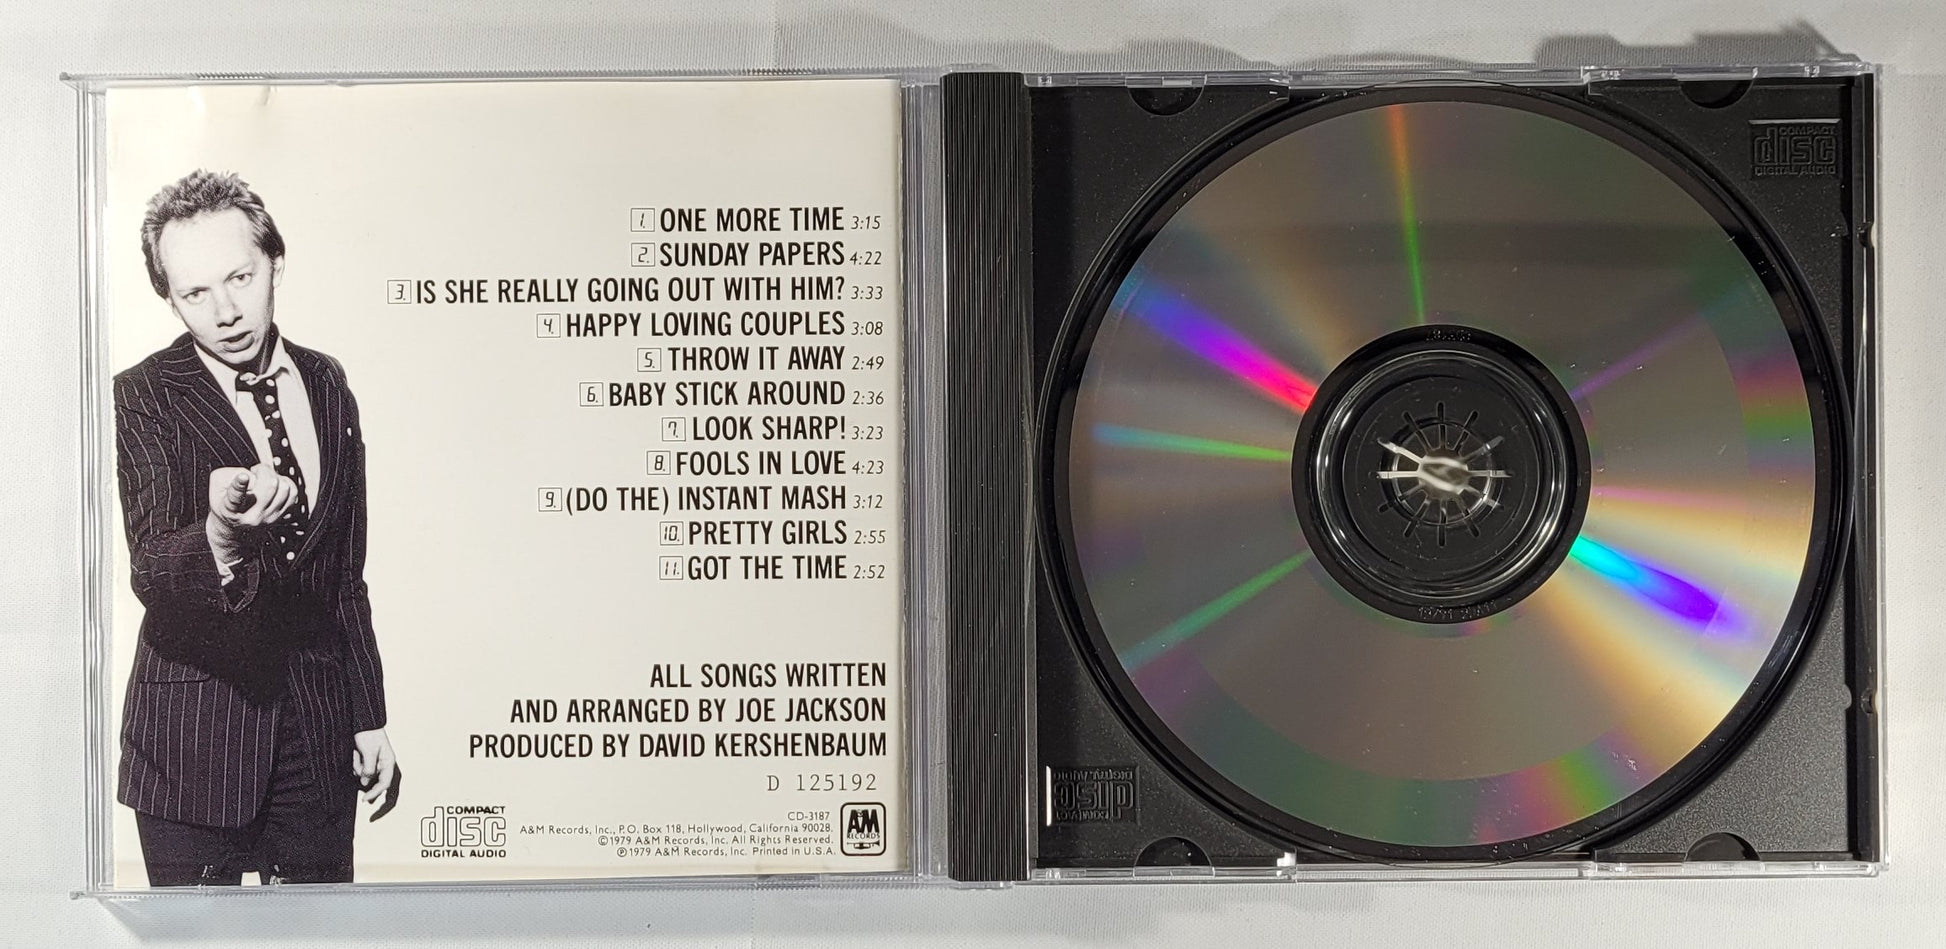 1. ONE MORE TIME 3:15
2. SUNDAY PAPERS 4:22
3. IS SHE REALLY GOING OUT WITH HIM? 3:33
4. HAPPY LOVING COUPLES 3:08
5. THROW IT AWAY 2:49
6. BABY STICK AROUND 2:36
7. LOOK SHARP! 3:23
8. FOOLS IN LOVE 4:23
9. (DO THE) INSTANT MASH 3:12
10. PRETTY GIRLS 2:55
11. GOT THE TIME 2:52
ALL SONGS WRITTEN
AND ARRANGED BY JOE JACKSON
PRODUCED BY DAVID KERSHENBAUM
D 125192
CD-3187
A&M Records, Inc., P.O. Box 118, Hollywood, California 90028.
©1979 A&M Records, Inc. All Rights Reserved.
℗1979 A&M Records, Inc. Printed in U.S.A.
COMPACT
disc
DIGITAL AUDIO
A&M
RECORDS
COMPACT
disc
DIGITAL AUDIO
COMPACT
disc
DIGITAL AUDIO